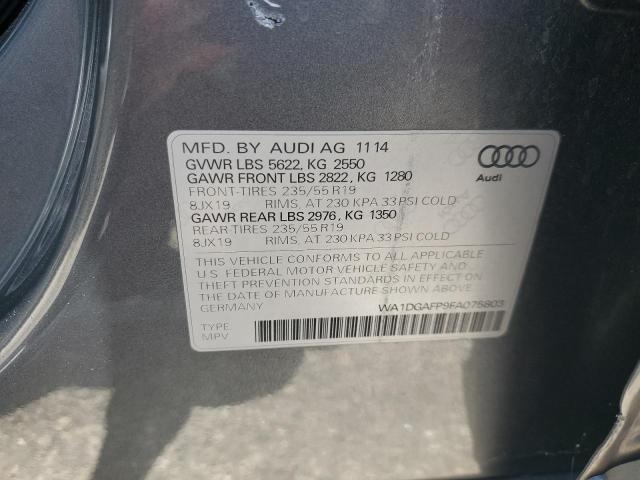 MFD. BY AUDI AG 11 14
GVWR LBS 5622, KG 2550
GAWR FRONT LBS 2822, KG 1280
FRONT-TIRES 235/55 R19
8JX19 RIMS, AT 230 KPA 33 PSI COLD
GAWR REAR LBS 2976, KG 1350
REAR TIRES 235/55 R19
8JX19 RIMS, AT 230 KPA 33 PSI COLD
Audi
THIS VEHICLE CONFORMS TO ALL APPLICABLE
U.S. FEDERAL MOTOR VEHICLE SAFETY AND
THEFT PREVENTION STANDARDS IN EFFECT ON
THE DATE OF MANUFACTURE SHOWN ABOVE
GERMANY
WA1DGAFP9FA075803
TYPE
MPV